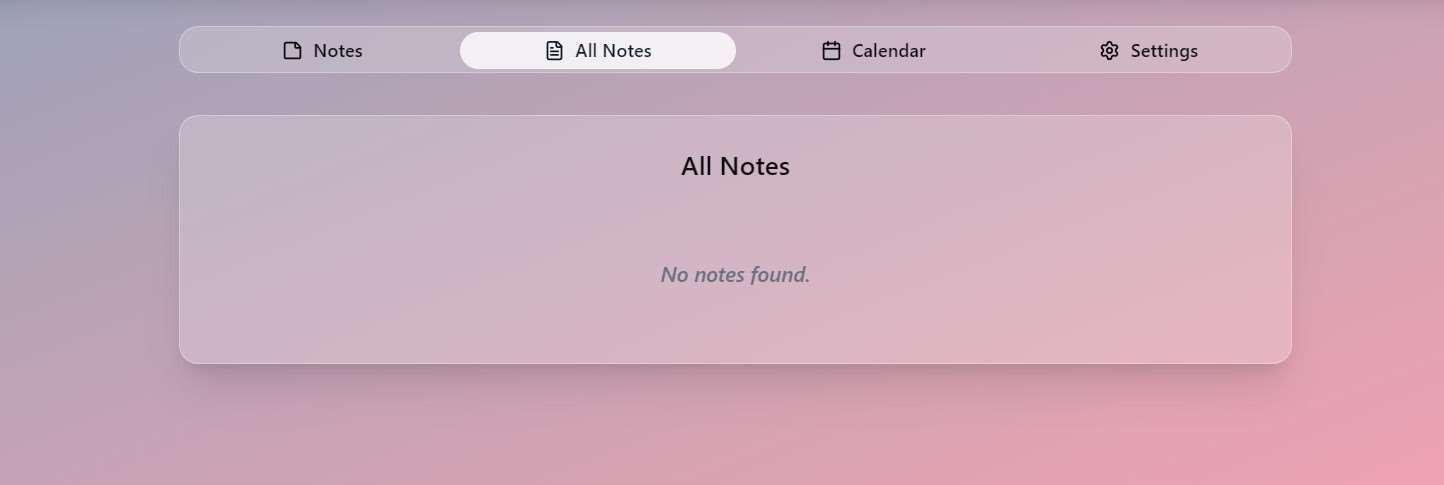 Notes
All Notes
Calendar
Settings
All Notes
No notes found.